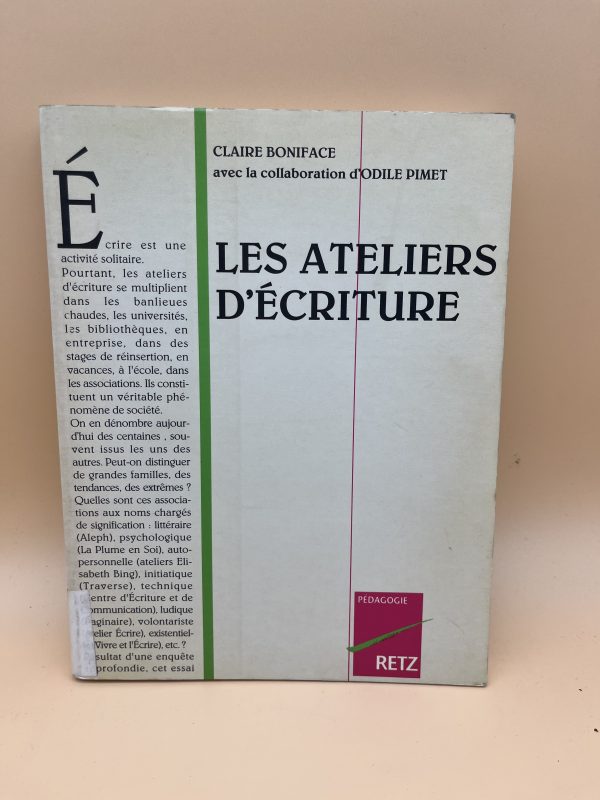 CLAIRE BONIFACE
avec la collaboration d'ODILE PIMET
LES ATELIERS
D'ÉCRITURE
Écrire est une
activité solitaire.
Pourtant, les ateliers
d'écriture se multiplient
dans les banlieues
chaudes, les universités,
les bibliothèques, en
entreprise, dans des
stages de réinsertion, en
vacances, à l'école, dans
les associations. Ils consti-
tuent un véritable phé-
nomène de société.
On en dénombre aujour-
d'hui des centaines , sou-
vent issus les uns des
autres. Peut-on distinguer
de grandes familles, des
tendances, des extrêmes ?
Quelles sont ces associa-
tions aux noms chargés
de signification : littéraire
(Aleph), psychologique
(La Plume en Soi), auto-
personnelle (ateliers Eli-
sabeth Bing), initiatique
(Traverse), technique
entre d'Écriture et de
ommunication), ludique
aginaire), volontariste
telier Écrire), existentiel-
Vivre et l'Écrire), etc. ?
ésultat d'une enquête
profondie, cet essai
PÉDAGOGIE
RETZ